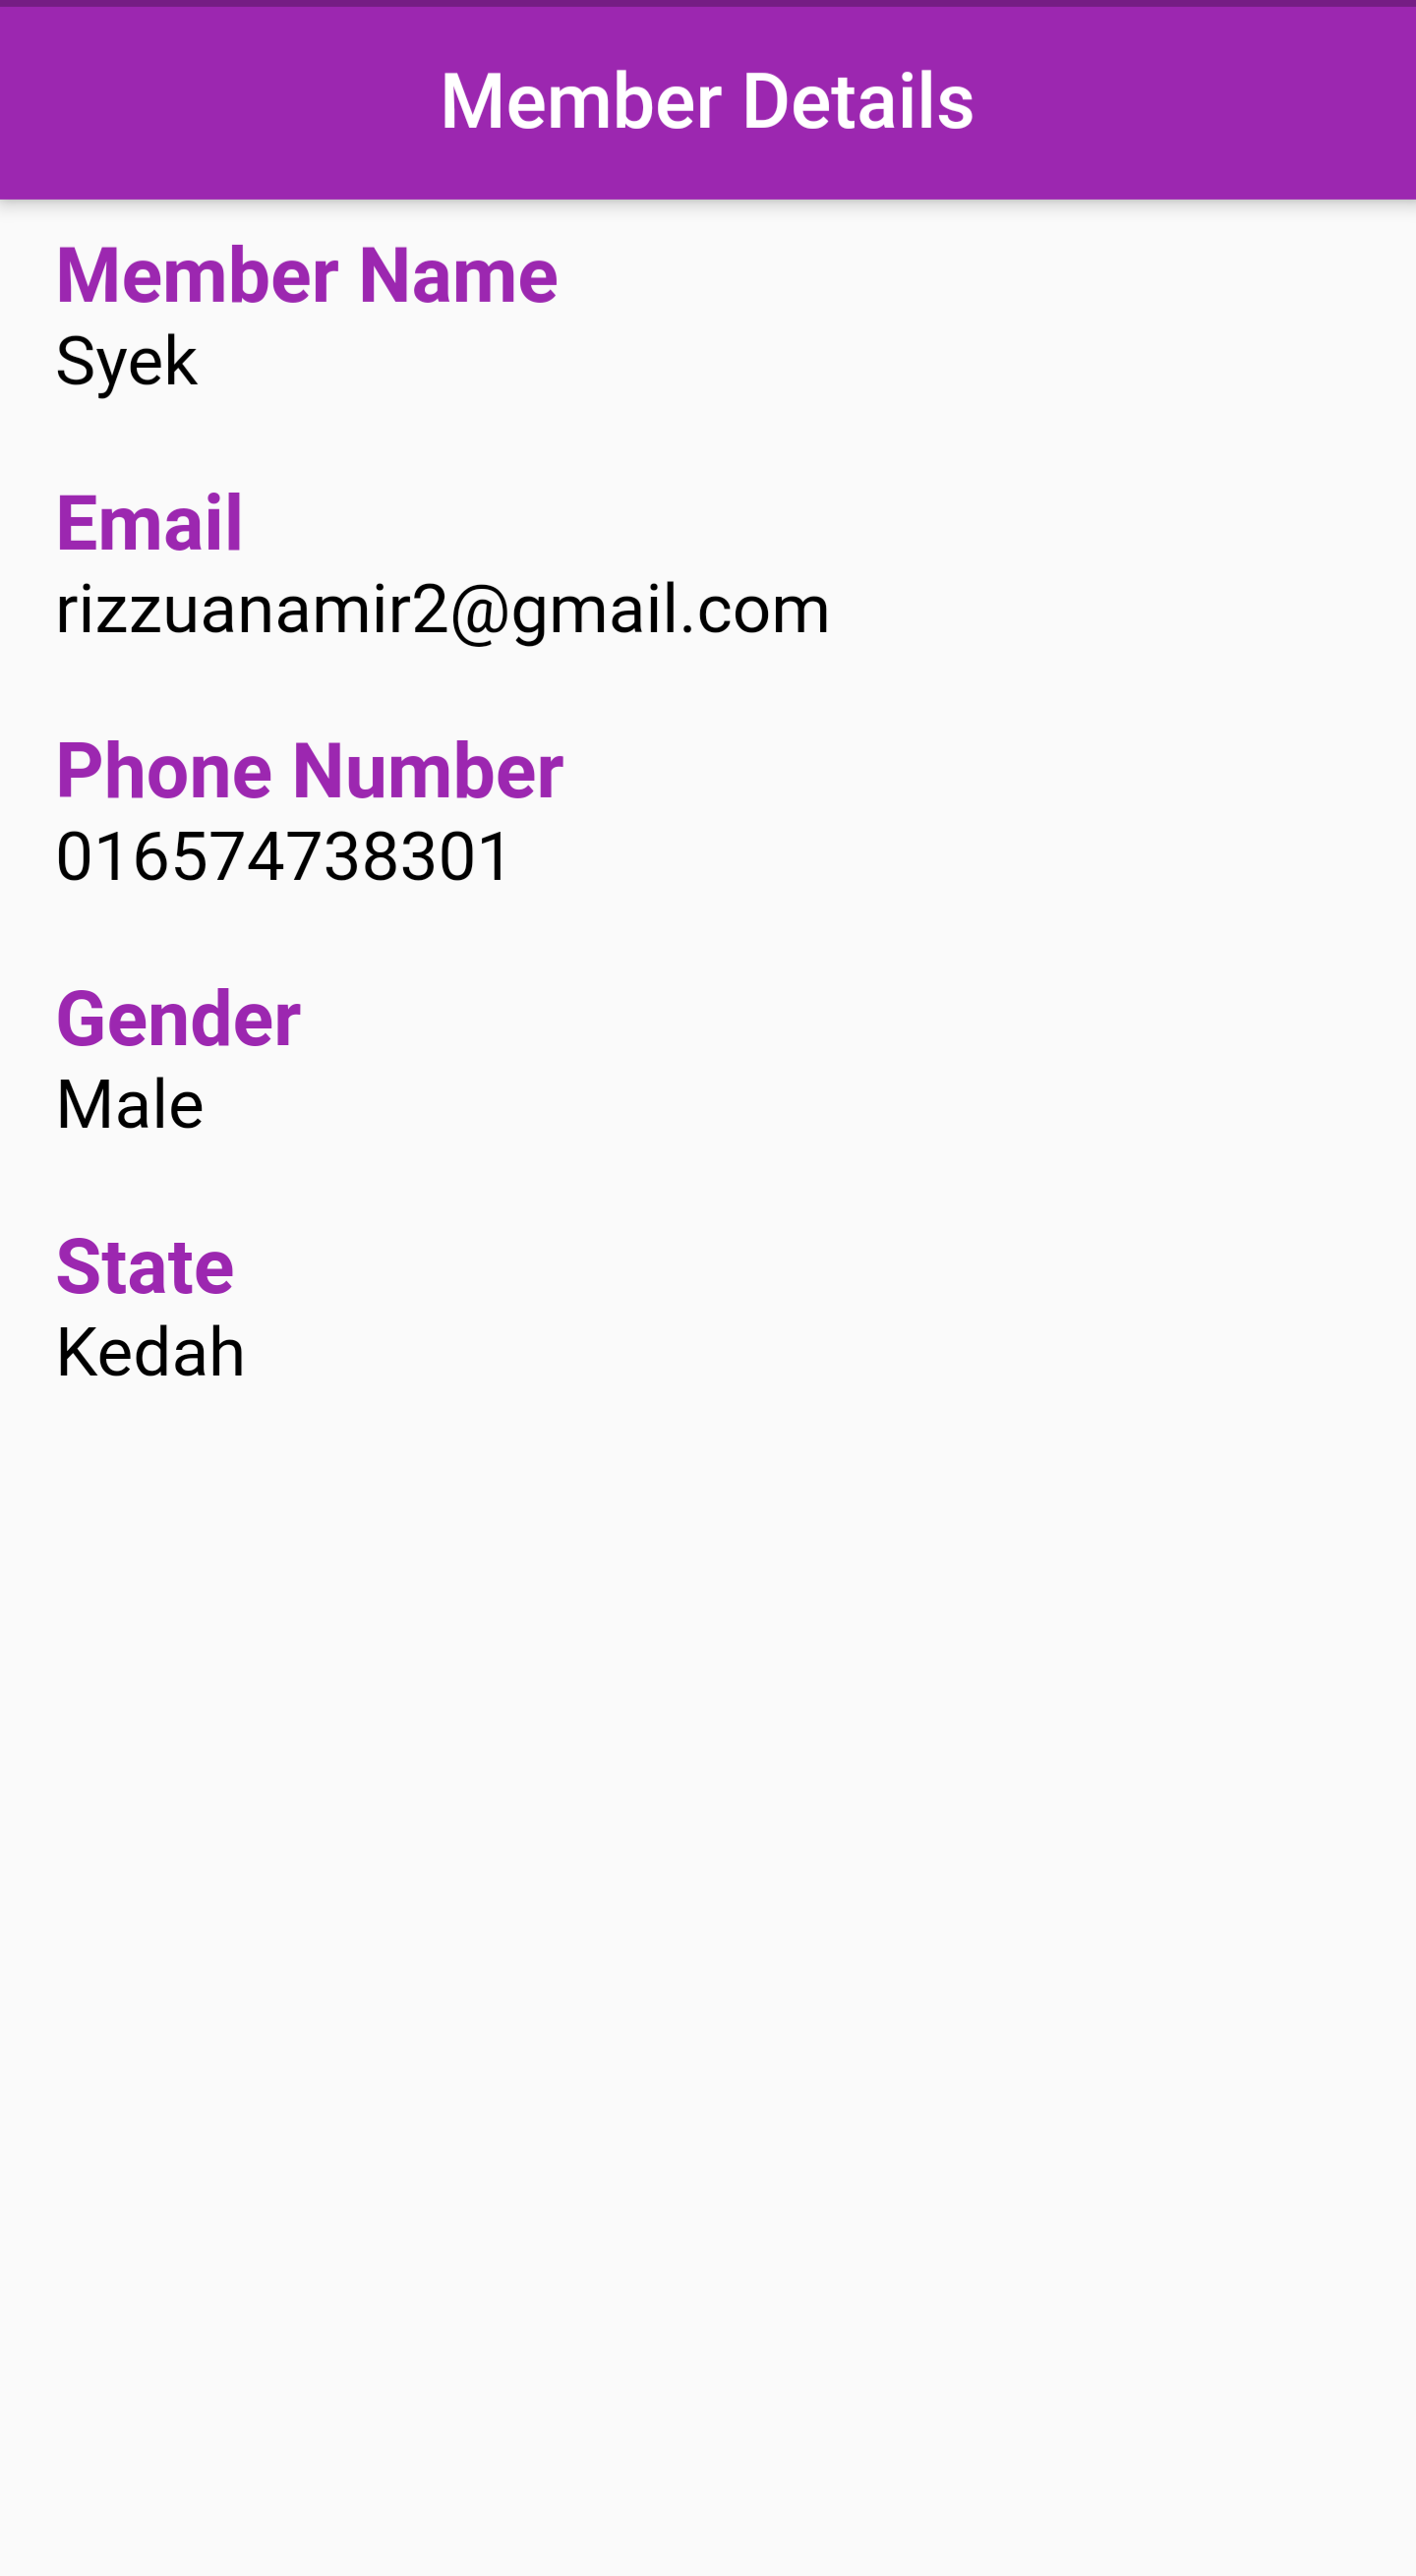 Member Details
Member Name
Syek
Email
rizzuanamir2@gmail.com
Phone Number
016574738301
Gender
Male
State
Kedah